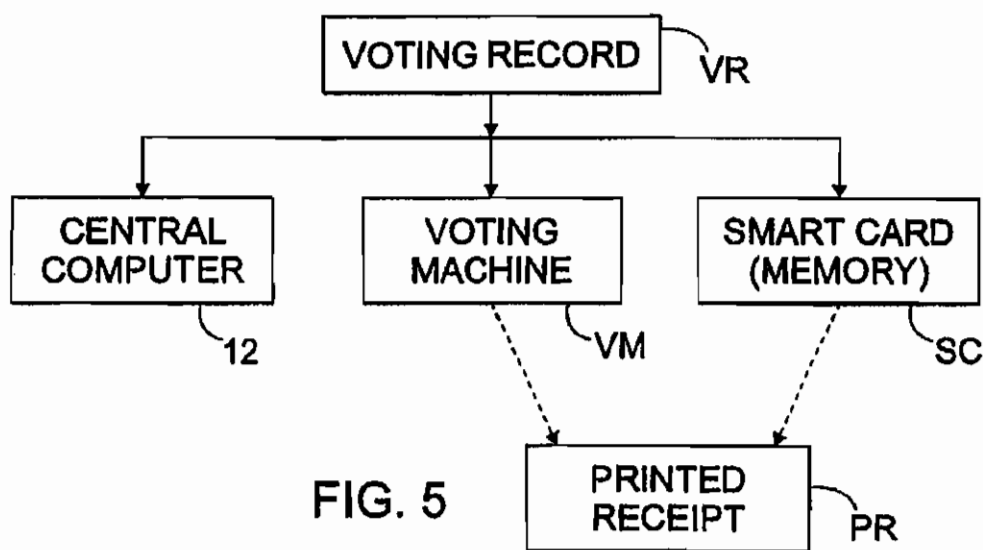 VOTING RECORD
VR
CENTRAL
COMPUTER
12
VOTING
MACHINE
VM
SMART CARD
(MEMORY)
SC
PRINTED
RECEIPT
PR
FIG. 5